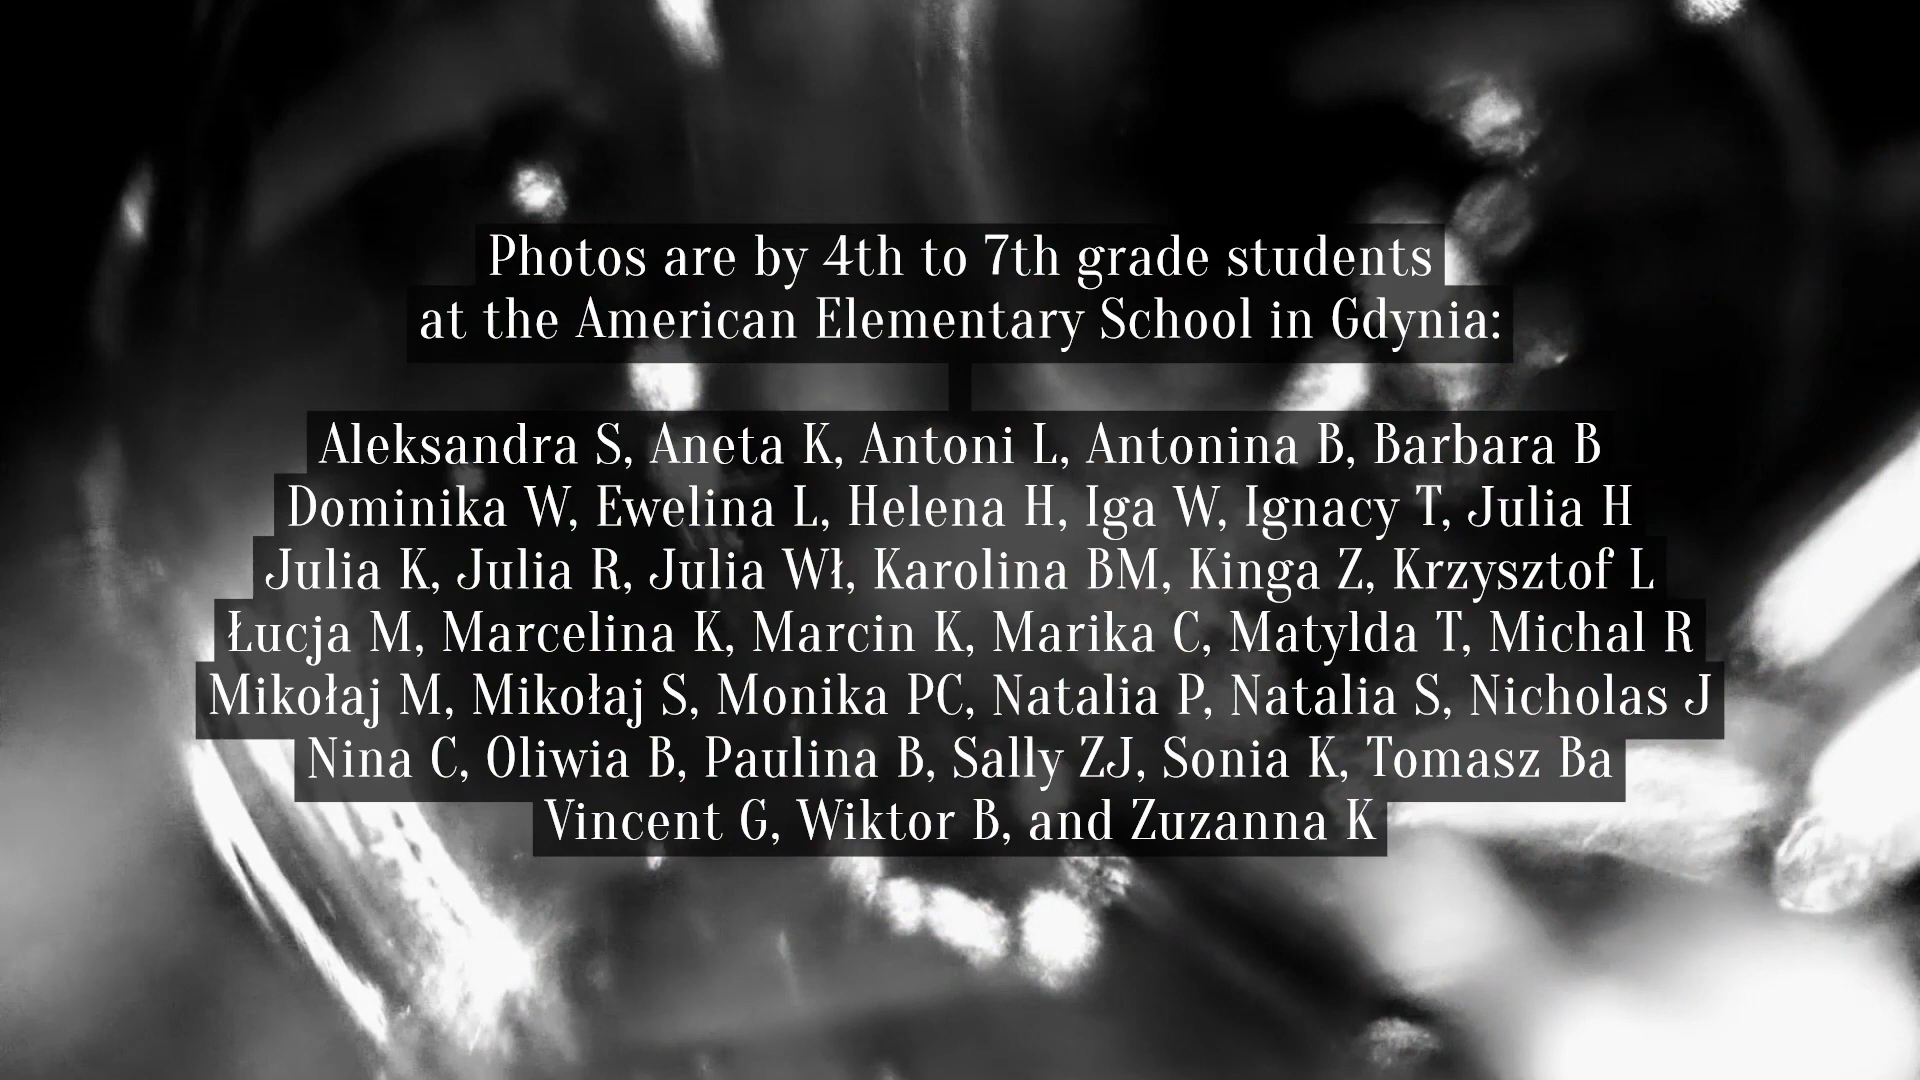 Photos are by 4th to 7th grade students
at the American Elementary School in Gdynia:
Aleksandra S, Aneta K, Antoni L, Antonina B, Barbara B
Dominika W, Ewelina L, Helena H, Iga W, Ignacy T, Julia H
Julia K, Julia R, Julia Wł, Karolina BM, Kinga Z, Krzysztof L
Łucja M, Marcelina K, Marcin K, Marika C, Matylda T, Michal R
Mikołaj M, Mikołaj S, Monika PC, Natalia P, Natalia S, Nicholas J
Nina C, Oliwia B, Paulina B, Sally ZJ, Sonia K, Tomasz Ba
Vincent G, Wiktor B, and Zuzanna K